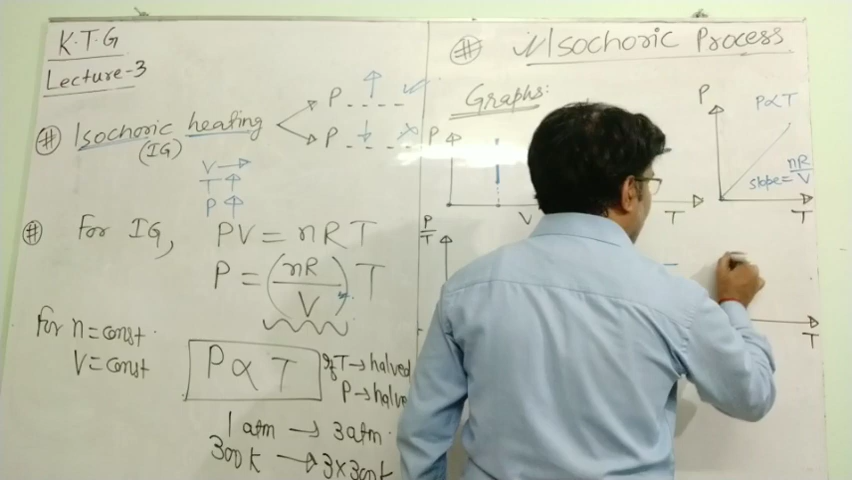 K.T.G
Lecture-3
# Isochoric heating
(IG)
P ↑
P ↓ ×
V →
T ↑
P ↑
# For IG, PV = nRT
P = (nR/V) T
For n = const.
V = const
P ∝ T
If T → halved
P → halve
1 atm → 3 atm.
300 K → 3×300 K
# Isochoric Process
Graphs:
P
V
T
P
P ∝ T
slope = nR/V
T
P/T
T